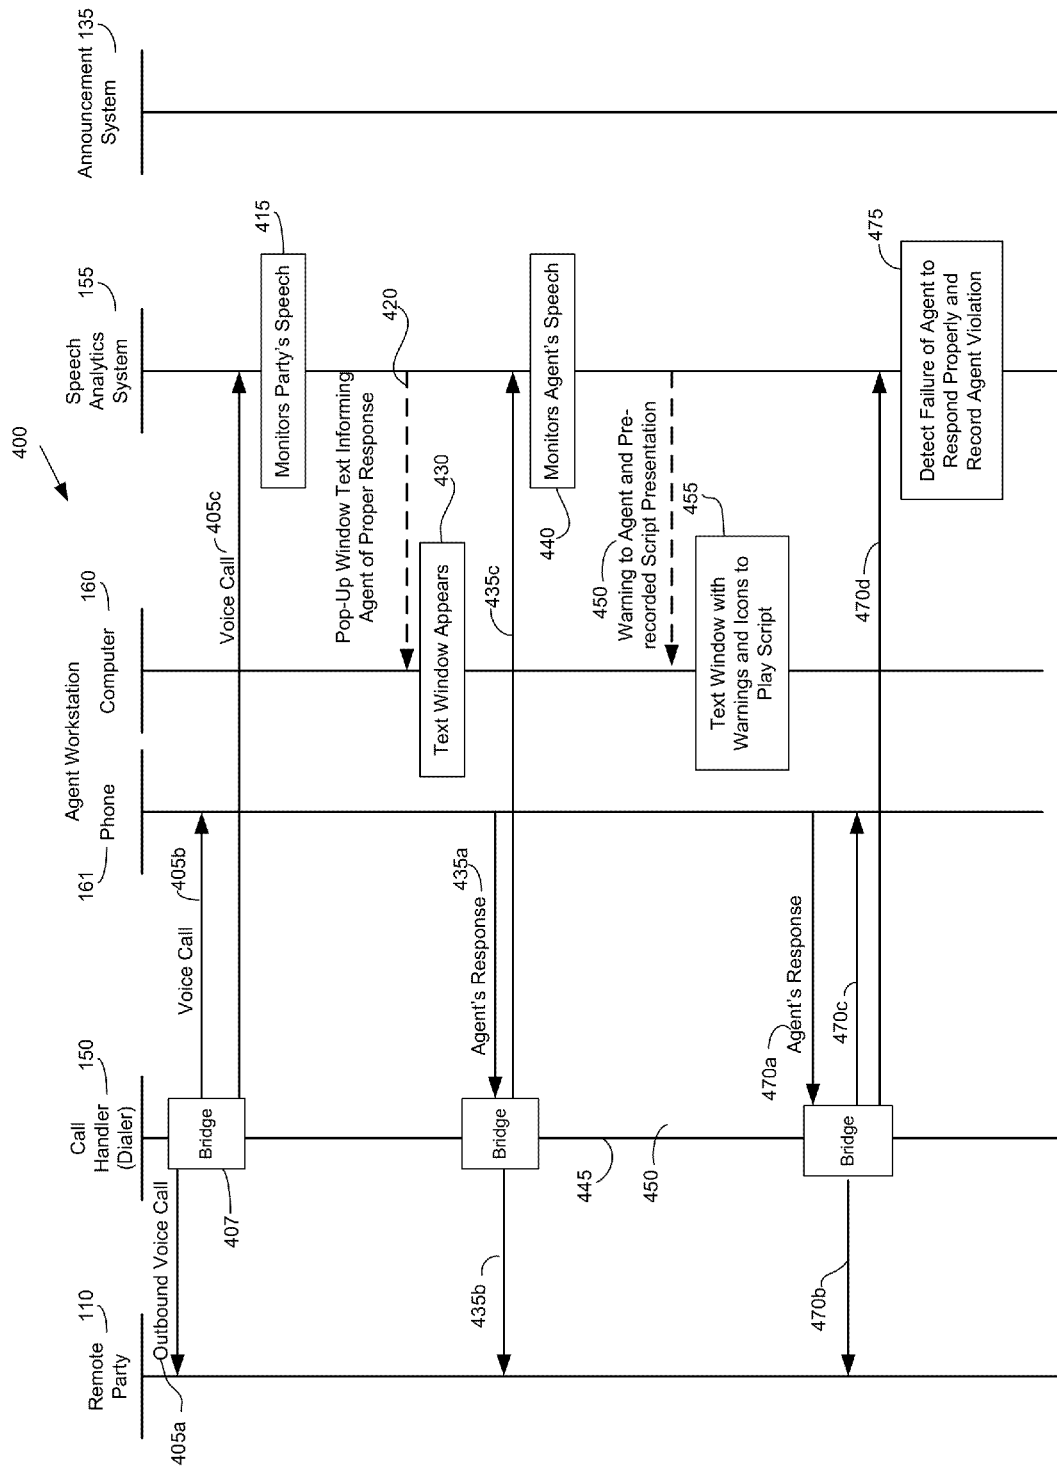 400
Remote
Party
110
Call
Handler
(Dialer)
150
Agent Workstation
161
Phone
Computer
160
Speech
Analytics
System
155
Announcement
System
135
405a
Outbound Voice Call
Bridge
407
Voice Call
405b
Voice Call
405c
Monitors Party's Speech
415
Pop-Up Window Text Informing
Agent of Proper Response
420
Text Window Appears
430
Agent's Response
435a
Bridge
435b
435c
Monitors Agent's Speech
440
445
450
450
Warning to Agent and Pre-
recorded Script Presentation
Text Window with
Warnings and Icons to
Play Script
455
470a
Agent's Response
Bridge
470b
470c
470d
Detect Failure of Agent to
Respond Properly and
Record Agent Violation
475